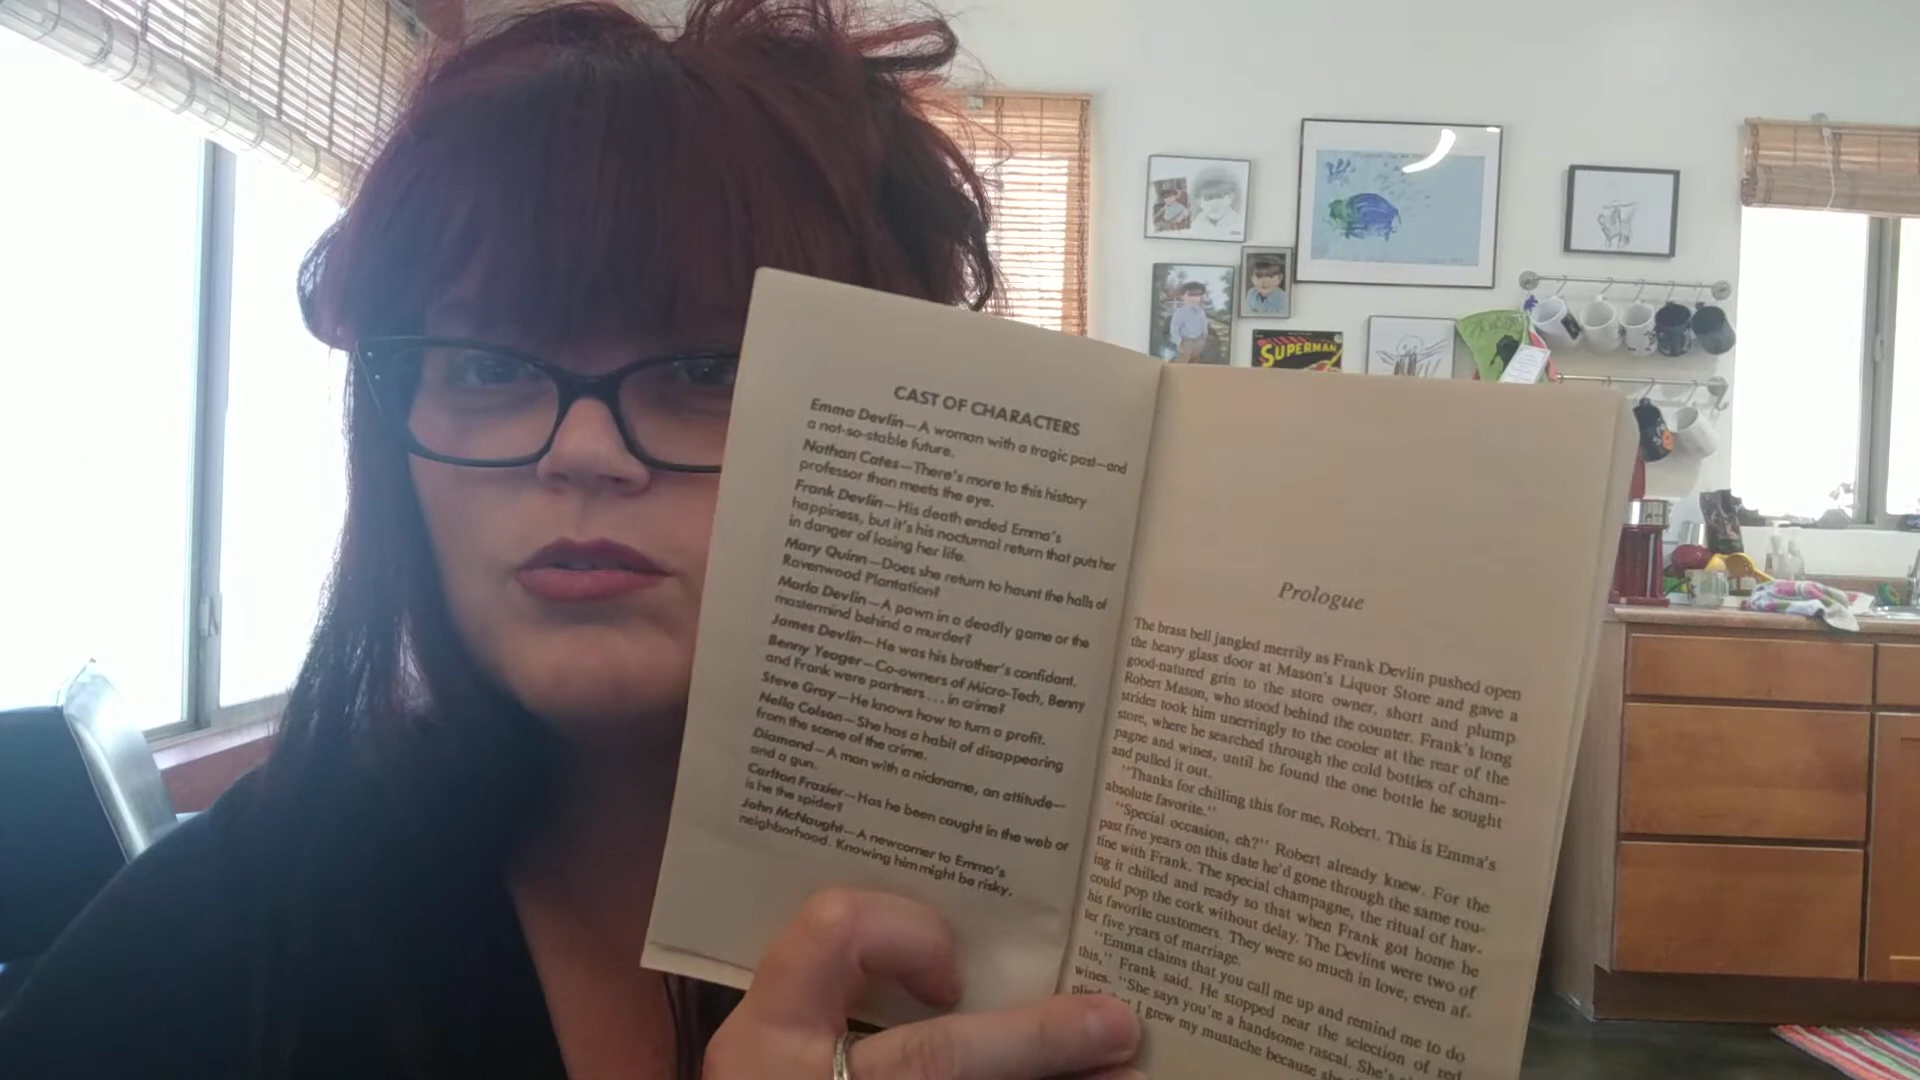 CAST OF CHARACTERS
Emma Devlin—A woman with a tragic past—and
a not-so-stable future.
Nathan Cates—There's more to this history
professor than meets the eye.
Frank Devlin—His death ended Emma's
happiness, but it's his nocturnal return that puts her
in danger of losing her life.
Mary Quinn—Does she return to haunt the halls of
Ravenwood Plantation?
Marla Devlin—A pawn in a deadly game or the
mastermind behind a murder?
James Devlin—He was his brother's confidant.
Benny Yeager—Co-owners of Micro-Tech, Benny
and Frank were partners . . . in crime?
Steve Gray—He knows how to turn a profit.
Nella Colson—She has a habit of disappearing
from the scene of the crime.
Diamond—A man with a nickname, an attitude—
and a gun.
Carlton Frazier—Has he been caught in the web or
is he the spider?
John McNaught—A newcomer to Emma's
neighborhood. Knowing him might be risky.
Prologue
The brass bell jangled merrily as Frank Devlin pushed open
the heavy glass door at Mason's Liquor Store and gave a
good-natured grin to the store owner, short and plump
Robert Mason, who stood behind the counter. Frank's long
strides took him unerringly to the cooler at the rear of the
store, where he searched through the cold bottles of cham-
pagne and wines, until he found the one bottle he sought
and pulled it out.
"Thanks for chilling this for me, Robert. This is Emma's
absolute favorite."
"Special occasion, eh?" Robert already knew. For the
past five years on this date he'd gone through the same rou-
tine with Frank. The special champagne, the ritual of hav-
ing it chilled and ready so that when Frank got home he
could pop the cork without delay. The Devlins were two of
his favorite customers. They were so much in love, even af-
ter five years of marriage.
"Emma claims that you call me up and remind me to do
this," Frank said. He stopped near the selection of red
wines. "She says you're a handsome rascal. She's
I grew my mustache because she
SUPERMAN